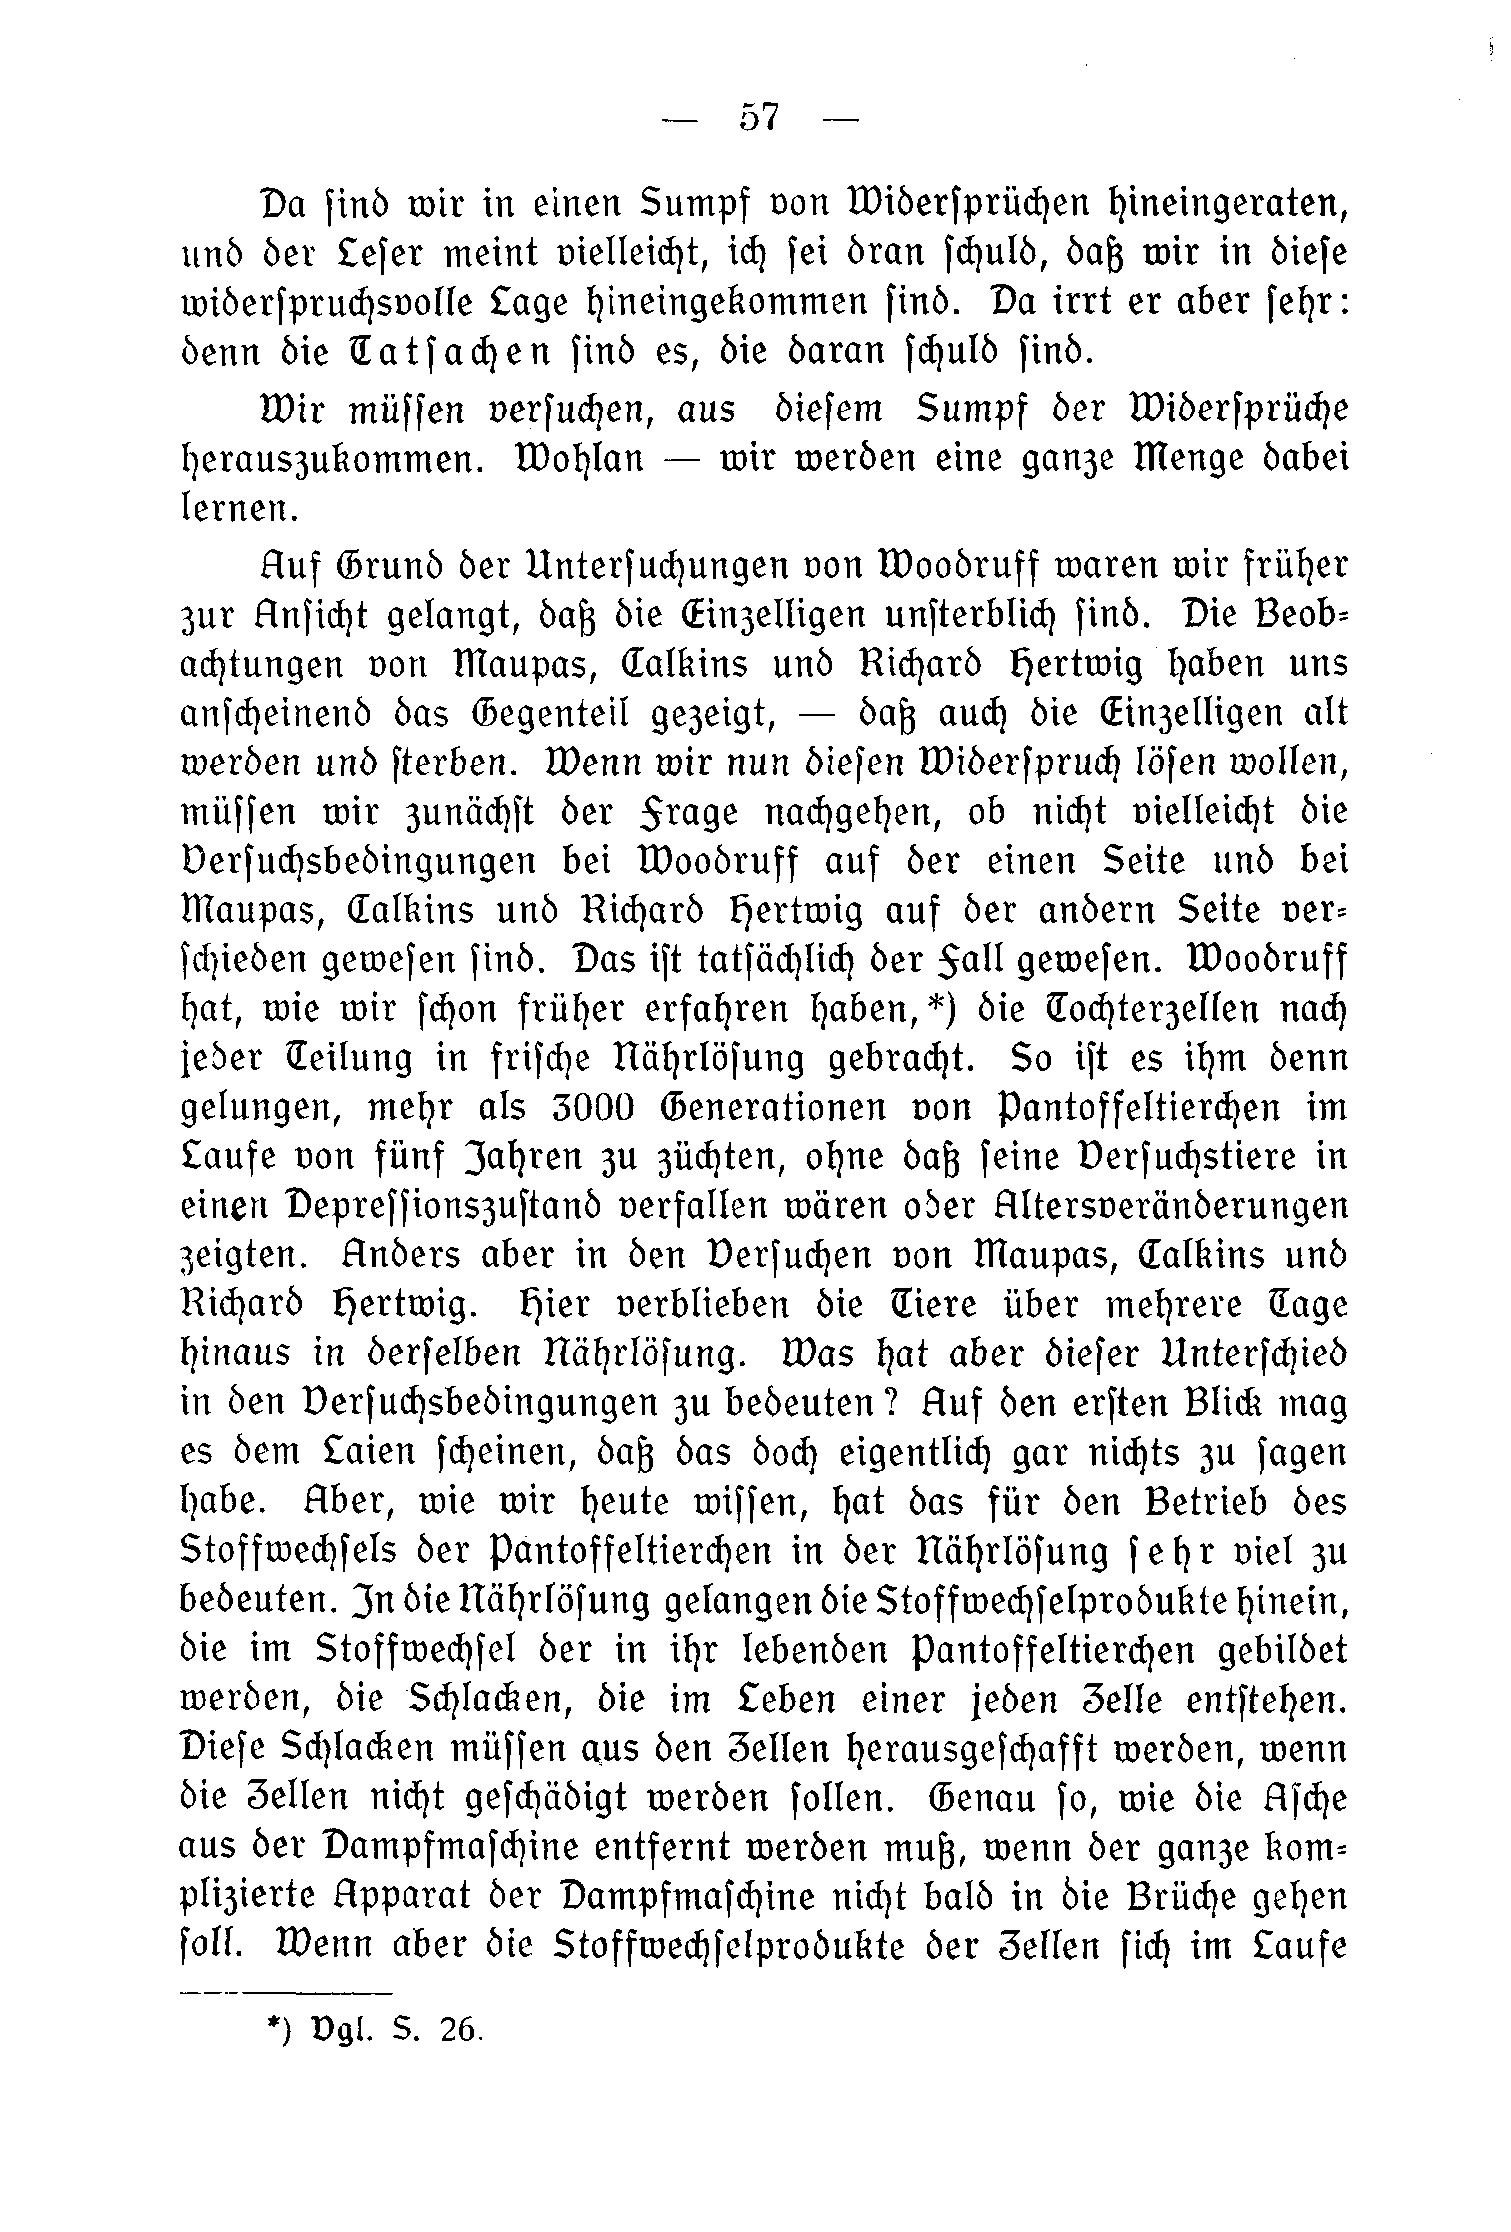 — 57 —
Da ſind wir in einen Sumpf von Widerſprüchen hineingeraten,
und der Leſer meint vielleicht, ich ſei dran ſchuld, daß wir in dieſe
widerſpruchsvolle Lage hineingekommen ſind. Da irrt er aber ſehr:
denn die Tatſachen ſind es, die daran ſchuld ſind.
Wir müſſen verſuchen, aus dieſem Sumpf der Widerſprüche
herauszukommen. Wohlan — wir werden eine ganze Menge dabei
lernen.
Auf Grund der Unterſuchungen von Woodruff waren wir früher
zur Anſicht gelangt, daß die Einzelligen unſterblich ſind. Die Beob-
achtungen von Maupas, Calkins und Richard Hertwig haben uns
anſcheinend das Gegenteil gezeigt, — daß auch die Einzelligen alt
werden und ſterben. Wenn wir nun dieſen Widerſpruch löſen wollen,
müſſen wir zunächſt der Frage nachgehen, ob nicht vielleicht die
Verſuchsbedingungen bei Woodruff auf der einen Seite und bei
Maupas, Calkins und Richard Hertwig auf der andern Seite ver-
ſchieden geweſen ſind. Das iſt tatſächlich der Fall geweſen. Woodruff
hat, wie wir ſchon früher erfahren haben,*) die Tochterzellen nach
jeder Teilung in friſche Nährlöſung gebracht. So iſt es ihm denn
gelungen, mehr als 3000 Generationen von Pantoffeltierchen im
Laufe von fünf Jahren zu züchten, ohne daß ſeine Verſuchstiere in
einen Depreſſionszuſtand verfallen wären oder Altersveränderungen
zeigten. Anders aber in den Verſuchen von Maupas, Calkins und
Richard Hertwig. Hier verblieben die Tiere über mehrere Tage
hinaus in derſelben Nährlöſung. Was hat aber dieſer Unterſchied
in den Verſuchsbedingungen zu bedeuten? Auf den erſten Blick mag
es dem Laien ſcheinen, daß das doch eigentlich gar nichts zu ſagen
habe. Aber, wie wir heute wiſſen, hat das für den Betrieb des
Stoffwechſels der Pantoffeltierchen in der Nährlöſung ſehr viel zu
bedeuten. In die Nährlöſung gelangen die Stoffwechſelprodukte hinein,
die im Stoffwechſel der in ihr lebenden Pantoffeltierchen gebildet
werden, die Schlacken, die im Leben einer jeden Zelle entſtehen.
Dieſe Schlacken müſſen aus den Zellen herausgeſchafft werden, wenn
die Zellen nicht geſchädigt werden ſollen. Genau ſo, wie die Aſche
aus der Dampfmaſchine entfernt werden muß, wenn der ganze kom-
plizierte Apparat der Dampfmaſchine nicht bald in die Brüche gehen
ſoll. Wenn aber die Stoffwechſelprodukte der Zellen ſich im Laufe
*) Vgl. S. 26.